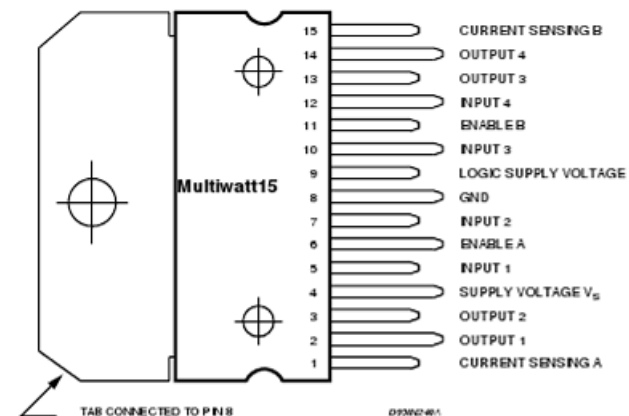 15 CURRENT SENSING B
14 OUTPUT 4
13 OUTPUT 3
12 INPUT 4
11 ENABLE B
10 INPUT 3
9 LOGIC SUPPLY VOLTAGE
8 GND
7 INPUT 2
6 ENABLE A
5 INPUT 1
4 SUPPLY VOLTAGE VS
3 OUTPUT 2
2 OUTPUT 1
1 CURRENT SENSING A
Multiwatt15
TAB CONNECTED TO PIN 8